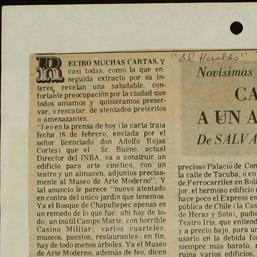 "El Heraldo"
RECIBO MUCHAS CARTAS, Y
casi todas, como la que en
seguida extracto por su in-
terés, revelan una saludable, con-
fortante preocupación por la ciudad que
todos amamos y quisiéramos preser-
var, o rescatar, de atentados pretéritos
o amenazantes.
"Leo en la prensa de hoy (la carta traía
fecha 16 de febrero, enviada por el
señor licenciado don Adolfo Rojas
Cortés) que el Sr. Bueno, actual
Director del INBA, va a construir un
edificio para arte cinético, con un
teatro y un almacén, adjuntos precisa-
mente al Museo de Arte Moderno". Y
tal anuncio le parece "nuevo atentado
en contra del único jardín que tenemos.
Ya el Bosque de Chapultepec apenas es
un remedo de lo que fue; ahí hay de to-
do: un inútil Campo Marte, con horrible
Casino Militar; varios cuarteles,
museos, puestos, restaurantes; en fin,
hay de todo menos árboles. Ya el Museo
de Arte Moderno, además de feo, dicen
Novísimas
CA
A UN A
De SALVA
precioso Palacio de Con
la calle de Tacuba, o en
de Ferrocarriles en Boli
jor, el hermoso edificio
hace poco el Express en
pública de Chile (la Casa
de Heras y Soto), pudie
Teatro Iris, que entiend
y a precio bajo, para un
usarlo en la debida for
siempre más barato,